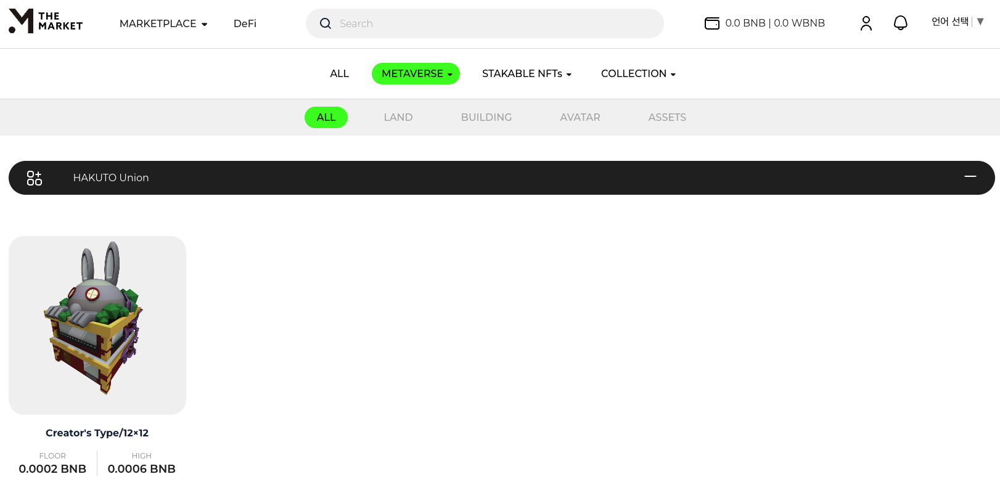 THE
MARKET
MARKETPLACE
DeFi
Search
0.0 BNB | 0.0 WBNB
언어 선택 ▼
ALL
METAVERSE
STAKABLE NFTs
COLLECTION
ALL
LAND
BUILDING
AVATAR
ASSETS
HAKUTO Union
Creator's Type/12×12
FLOOR
0.0002 BNB
HIGH
0.0006 BNB